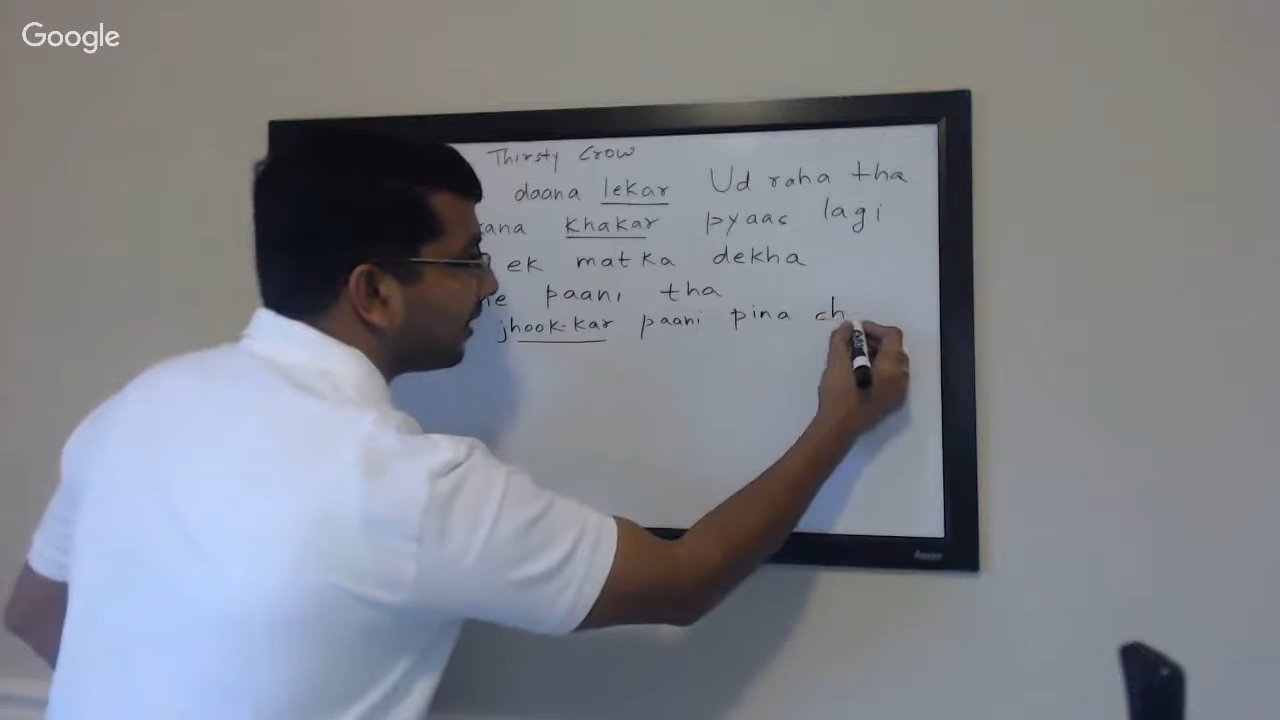 Google
Thirsty Crow
daana lekar Ud raha tha
khakar pyaas lagi
ek matka dekha
paani tha
jhook-kar paani pina ch